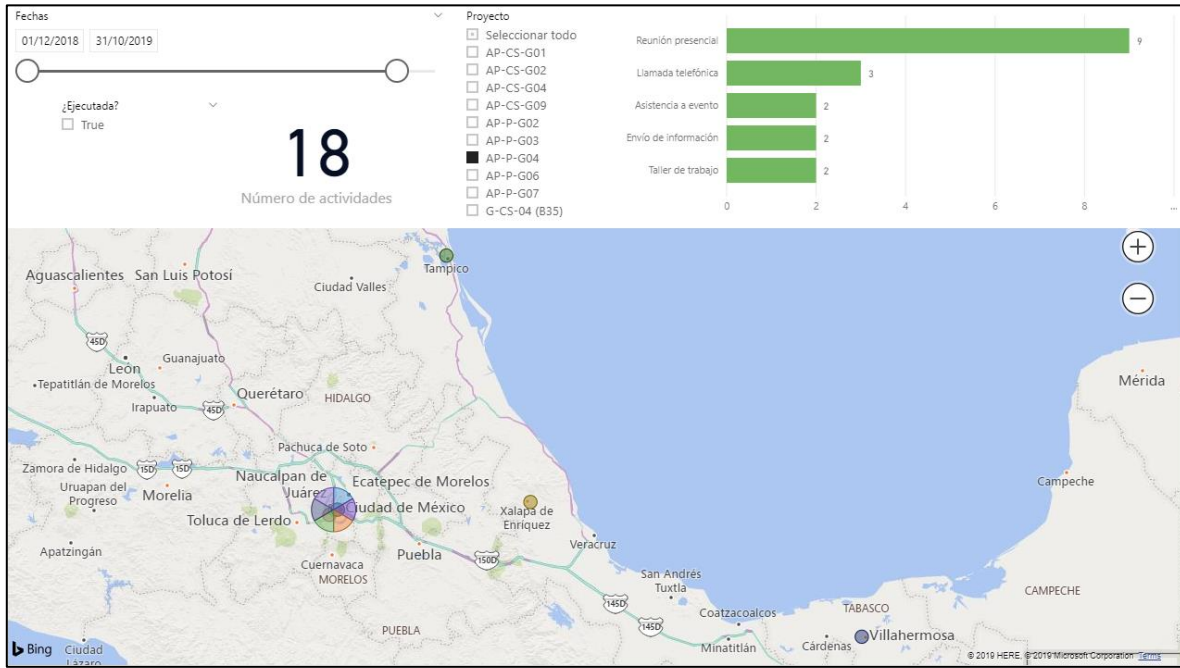 Fechas
01/12/2018 31/10/2019
¿Ejecutada?
True
18
Número de actividades
Proyecto
Seleccionar todo
AP-CS-G01
AP-CS-G02
AP-CS-G04
AP-CS-G09
AP-P-G02
AP-P-G03
AP-P-G04
AP-P-G06
AP-P-G07
G-CS-04 (B35)
Reunión presencial 9
Llamada telefónica 3
Asistencia a evento 2
Envío de información 2
Taller de trabajo 2
0 2 4 6 8 ...
Tampico
Aguascalientes San Luis Potosí
Ciudad Valles
45D
León
Guanajuato
Tepatitlán de Morelos
Irapuato
45D
Querétaro
HIDALGO
Mérida
Pachuca de Soto
Zamora de Hidalgo
15D 15D
Naucalpan de
Juárez
Ecatepec de Morelos
Uruapan del
Progreso
Morelia
Toluca de Lerdo
Ciudad de México
Xalapa de
Enríquez
Campeche
Apatzingán
Cuernavaca
MORELOS
Puebla
150D
Veracruz
San Andrés
Tuxtla
145D
145D
Coatzacoalcos
TABASCO
CAMPECHE
PUEBLA
Minatitlán
Cárdenas
Villahermosa
Bing
Ciudad
Lázaro
© 2019 HERE, © 2019 Microsoft Corporation Terms